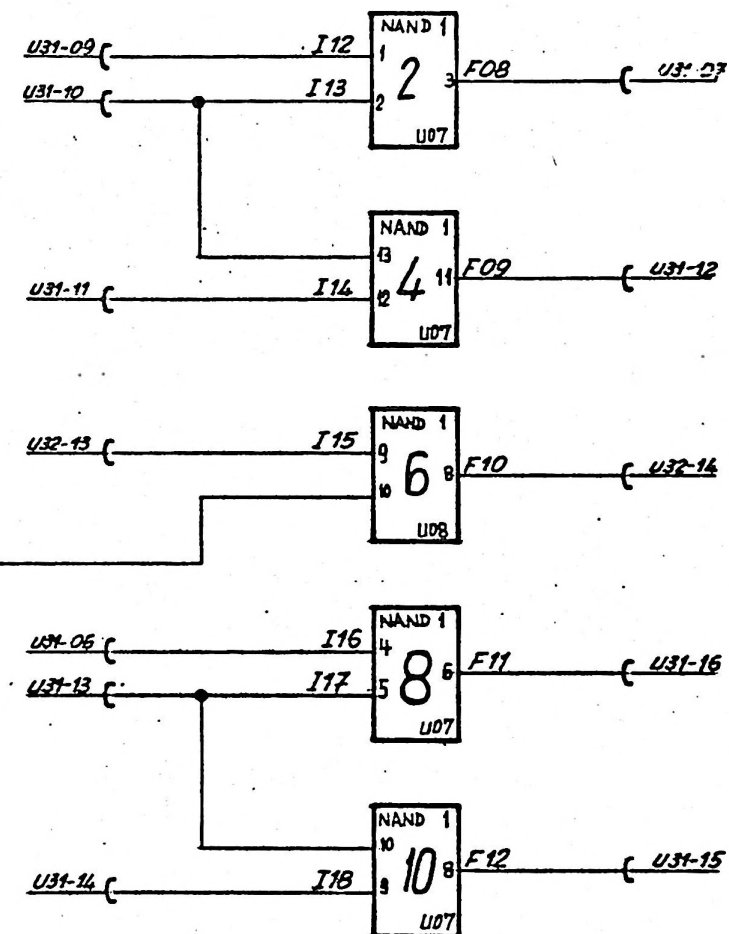 NAND 1
U31-09 I12 1
2 3 F08
U31-10 I13 2
U07
NAND 1
13
4 11 F09 U31-12
U31-11 I14 12
U07
NAND 1
U32-13 I15 9
6 8 F10 U32-14
10
U08
NAND 1
U31-06 I16 4
8 6 F11 U31-16
U31-13 I17 5
U07
NAND 1
10
10 8 F12 U31-15
U31-14 I18 9
U07